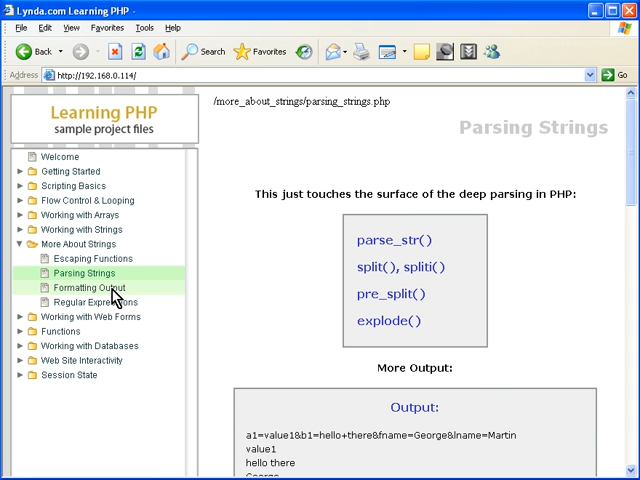 Lynda.com Learning PHP -
File Edit View Favorites Tools Help
Back Search Favorites
Address http://192.168.0.114/ Go
Learning PHP
sample project files
Welcome
Getting Started
Scripting Basics
Flow Control & Looping
Working with Arrays
Working with Strings
More About Strings
Escaping Functions
Parsing Strings
Formatting Output
Regular Expressions
Working with Web Forms
Functions
Working with Databases
Web Site Interactivity
Session State
/more_about_strings/parsing_strings.php
Parsing Strings
This just touches the surface of the deep parsing in PHP:
parse_str()
split(), spliti()
pre_split()
explode()
More Output:
Output:
a1=value1&b1=hello+there&fname=George&lname=Martin
value1
hello there
George